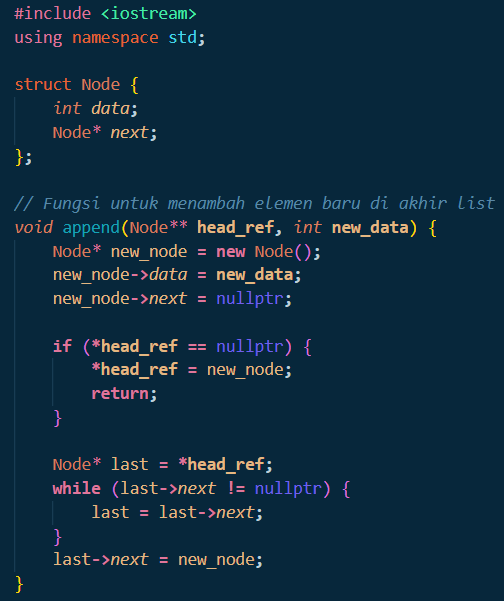 #include <iostream>
using namespace std;

struct Node {
    int data;
    Node* next;
};

// Fungsi untuk menambah elemen baru di akhir list
void append(Node** head_ref, int new_data) {
    Node* new_node = new Node();
    new_node->data = new_data;
    new_node->next = nullptr;

    if (*head_ref == nullptr) {
        *head_ref = new_node;
        return;
    }

    Node* last = *head_ref;
    while (last->next != nullptr) {
        last = last->next;
    }
    last->next = new_node;
}